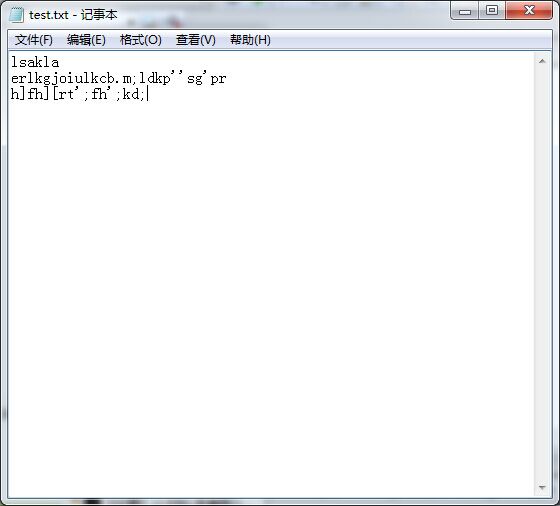 test.txt - 记事本
文件(F) 编辑(E) 格式(O) 查看(V) 帮助(H)
lsakla
erlkgjoiulkcb.m;ldkp''sg'pr
h]fh][rt';fh';kd;